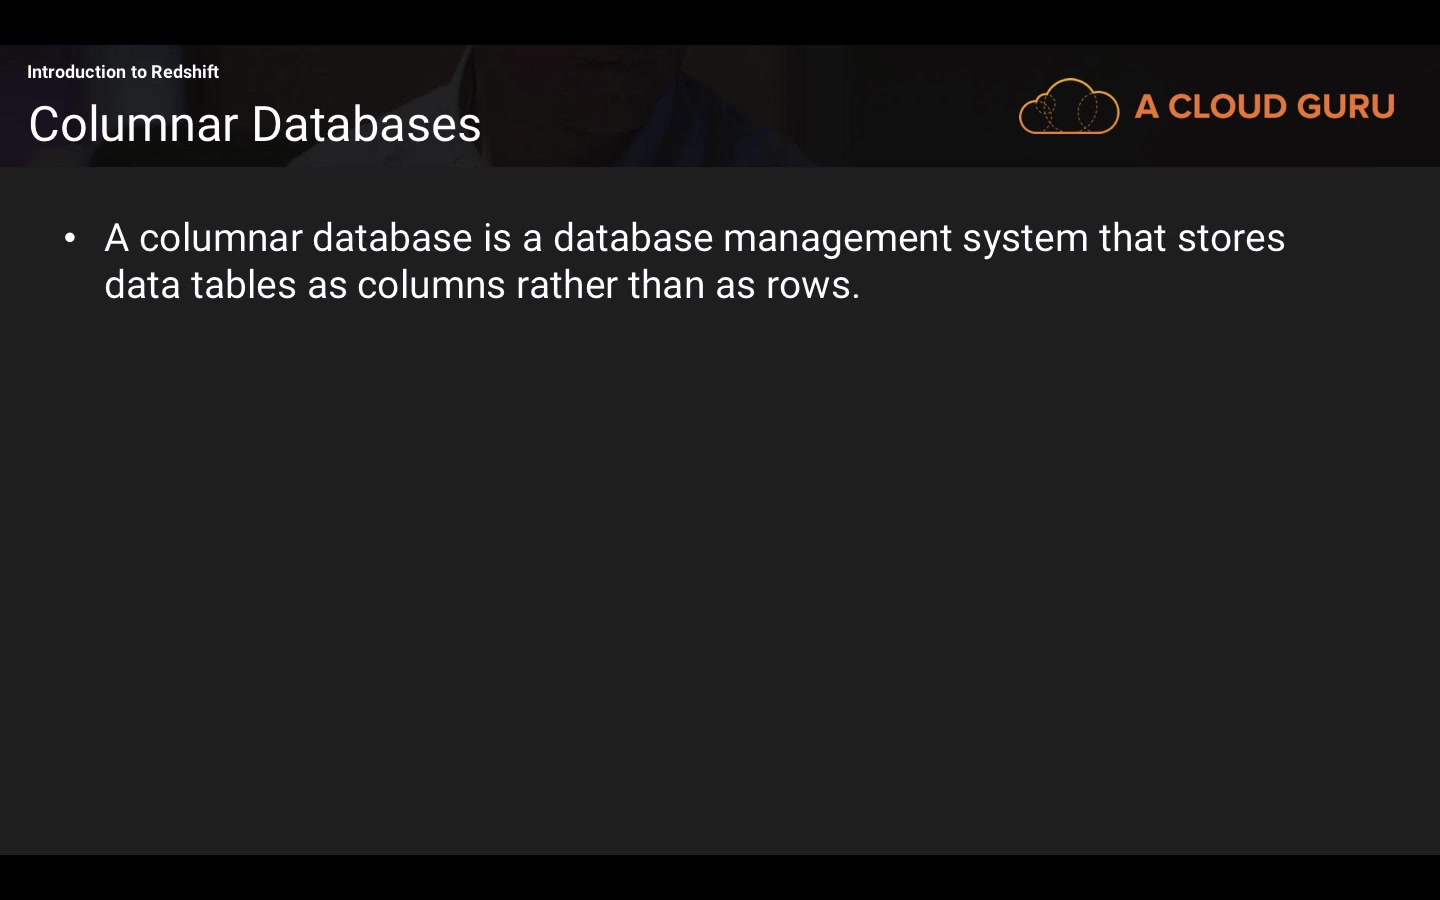 Introduction to Redshift
Columnar Databases
A CLOUD GURU
• A columnar database is a database management system that stores
data tables as columns rather than as rows.